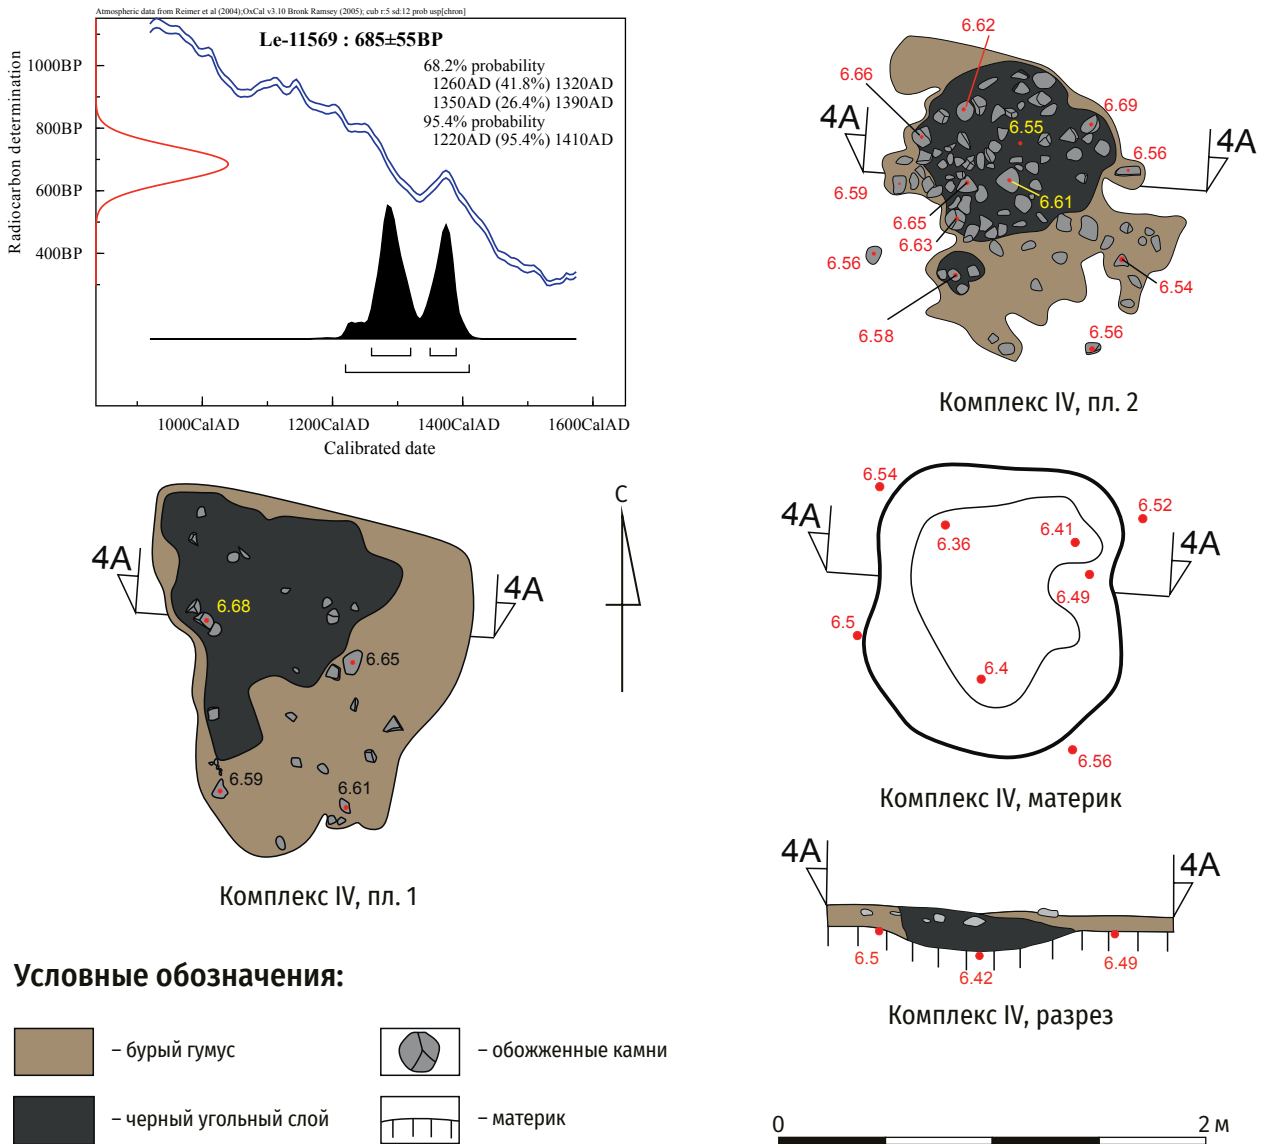 Atmospheric data from Reimer et al (2004);OxCal v3.10 Bronk Ramsey (2005); cub r:5 sd:12 prob usp[chron]
Le-11569 : 685±55BP
68.2% probability
1260AD (41.8%) 1320AD
1350AD (26.4%) 1390AD
95.4% probability
1220AD (95.4%) 1410AD
Radiocarbon determination
1000BP
800BP
600BP
400BP
1000CalAD
1200CalAD
1400CalAD
1600CalAD
Calibrated date
6.62
6.66
6.69
4A
4A
6.55
6.56
6.59
6.61
6.65
6.63
6.56
6.54
6.58
6.56
Комплекс IV, пл. 2
С
4A
4A
6.68
6.65
6.59
6.61
Комплекс IV, пл. 1
6.54
6.52
4A
4A
6.36
6.41
6.49
6.5
6.4
6.56
Комплекс IV, материк
4A
4A
6.5
6.42
6.49
Комплекс IV, разрез
Условные обозначения:
– бурый гумус
– обожженные камни
– черный угольный слой
– материк
0
2 м